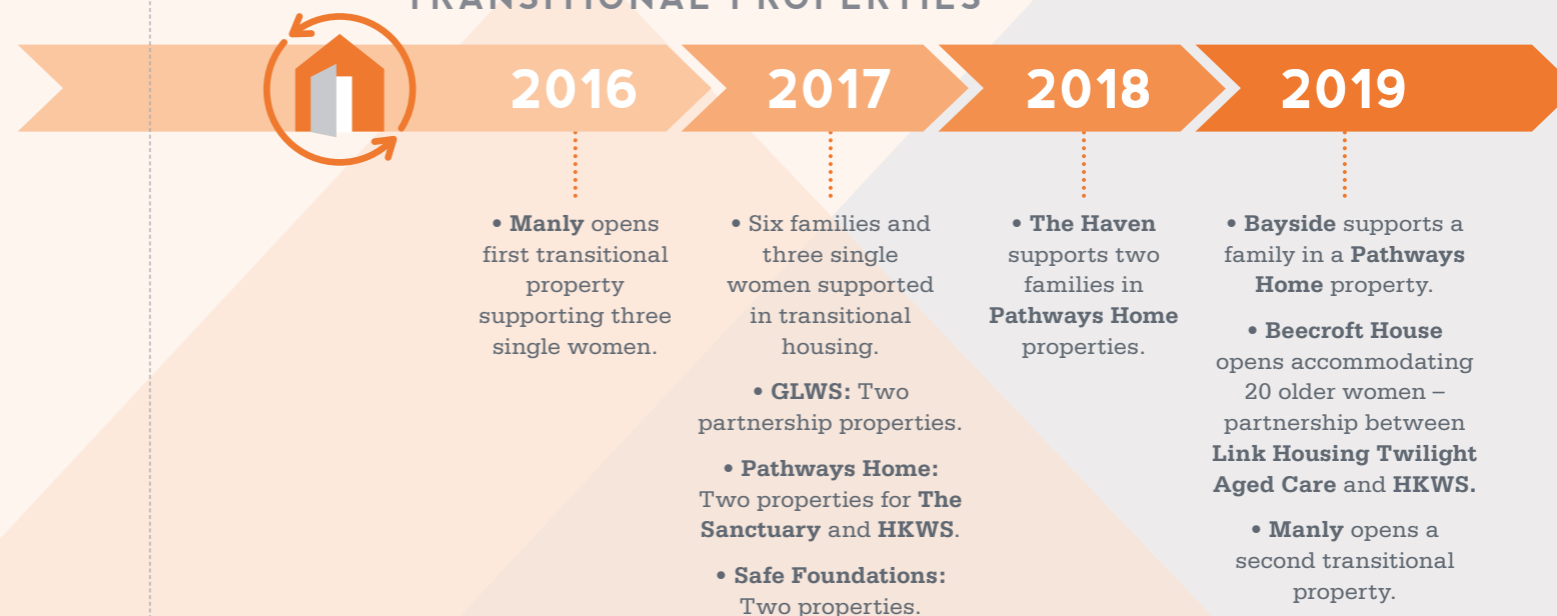 TRANSITIONAL PROPERTIES
2016
2017
2018
2019
• Manly opens
first transitional
property
supporting three
single women.
• Six families and
three single
women supported
in transitional
housing.
• GLWS: Two
partnership properties.
• Pathways Home:
Two properties for The
Sanctuary and HKWS.
• Safe Foundations:
Two properties.
• The Haven
supports two
families in
Pathways Home
properties.
• Bayside supports a
family in a Pathways
Home property.
• Beecroft House
opens accommodating
20 older women –
partnership between
Link Housing Twilight
Aged Care and HKWS.
• Manly opens a
second transitional
property.